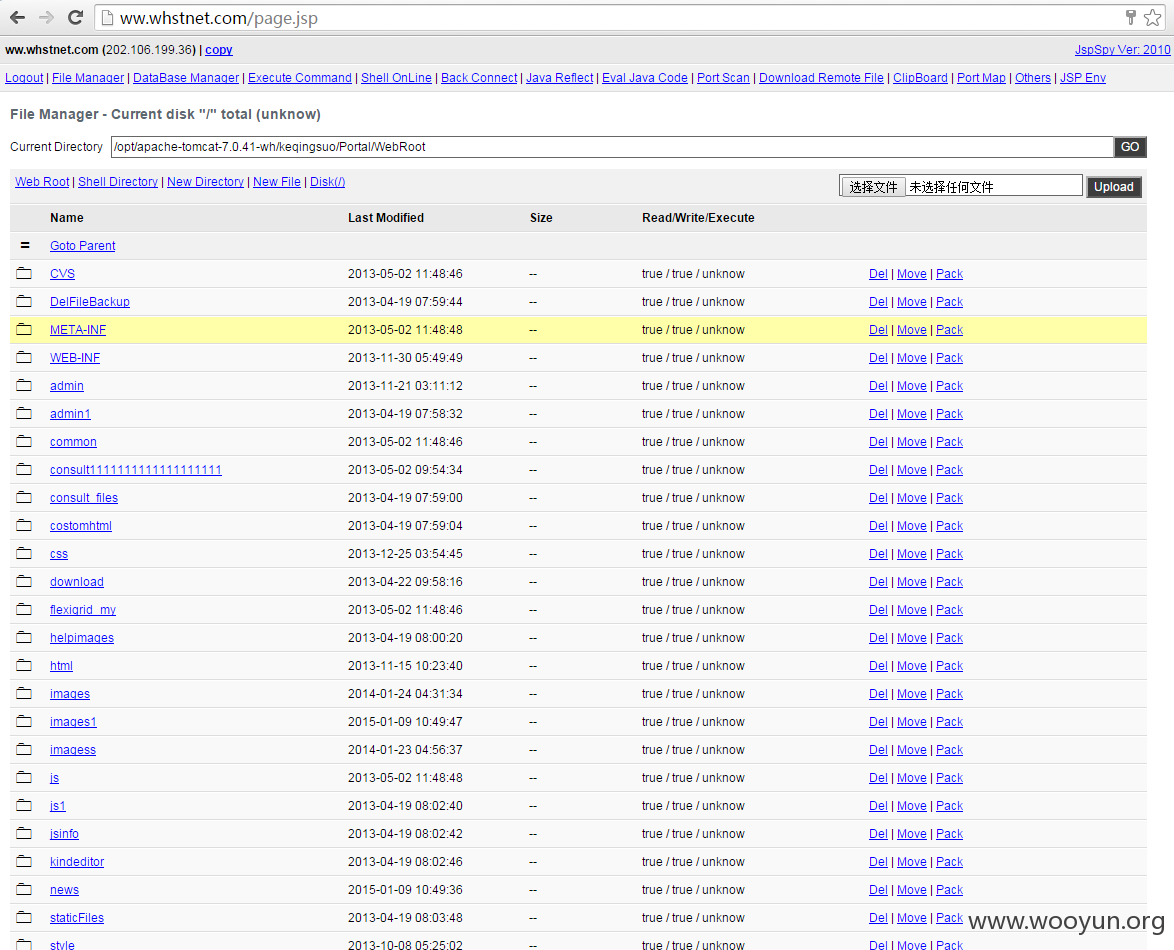 ww.whstnet.com/page.jsp
ww.whstnet.com (202.106.199.36) | copy JspSpy Ver: 2010
Logout | File Manager | DataBase Manager | Execute Command | Shell OnLine | Back Connect | Java Reflect | Eval Java Code | Port Scan | Download Remote File | ClipBoard | Port Map | Others | JSP Env
File Manager - Current disk "/" total (unknow)
Current Directory /opt/apache-tomcat-7.0.41-wh/keqingsuo/Portal/WebRoot GO
Web Root | Shell Directory | New Directory | New File | Disk(/) 选择文件 未选择任何文件 Upload
Name Last Modified Size Read/Write/Execute
= Goto Parent
CVS 2013-05-02 11:48:46 -- true / true / unknow Del | Move | Pack
DelFileBackup 2013-04-19 07:59:44 -- true / true / unknow Del | Move | Pack
META-INF 2013-05-02 11:48:48 -- true / true / unknow Del | Move | Pack
WEB-INF 2013-11-30 05:49:49 -- true / true / unknow Del | Move | Pack
admin 2013-11-21 03:11:12 -- true / true / unknow Del | Move | Pack
admin1 2013-04-19 07:58:32 -- true / true / unknow Del | Move | Pack
common 2013-05-02 11:48:46 -- true / true / unknow Del | Move | Pack
consult1111111111111111111 2013-05-02 09:54:34 -- true / true / unknow Del | Move | Pack
consult_files 2013-04-19 07:59:00 -- true / true / unknow Del | Move | Pack
costomhtml 2013-04-19 07:59:04 -- true / true / unknow Del | Move | Pack
css 2013-12-25 03:54:45 -- true / true / unknow Del | Move | Pack
download 2013-04-22 09:58:16 -- true / true / unknow Del | Move | Pack
flexigrid_my 2013-05-02 11:48:46 -- true / true / unknow Del | Move | Pack
helpimages 2013-04-19 08:00:20 -- true / true / unknow Del | Move | Pack
html 2013-11-15 10:23:40 -- true / true / unknow Del | Move | Pack
images 2014-01-24 04:31:34 -- true / true / unknow Del | Move | Pack
images1 2015-01-09 10:49:47 -- true / true / unknow Del | Move | Pack
imagess 2014-01-23 04:56:37 -- true / true / unknow Del | Move | Pack
js 2013-05-02 11:48:48 -- true / true / unknow Del | Move | Pack
js1 2013-04-19 08:02:40 -- true / true / unknow Del | Move | Pack
jsinfo 2013-04-19 08:02:42 -- true / true / unknow Del | Move | Pack
kindeditor 2013-04-19 08:02:46 -- true / true / unknow Del | Move | Pack
news 2015-01-09 10:49:36 -- true / true / unknow Del | Move | Pack
staticFiles 2013-04-19 08:03:48 -- true / true / unknow Del | Move | Pack
style 2013-10-08 05:25:02 -- true / true / unknow Del | Move | Pack
www.wooyun.org